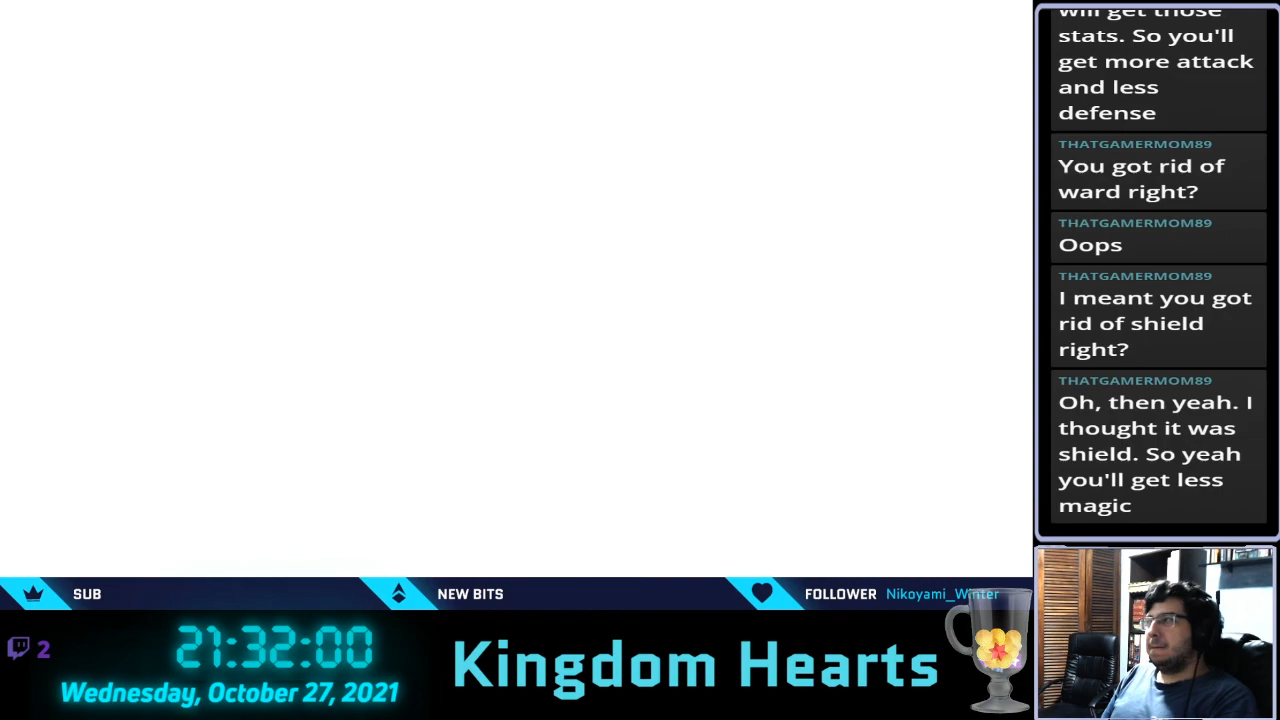 will get those
stats. So you'll
get more attack
and less
defense
THATGAMERMOM89
You got rid of
ward right?
THATGAMERMOM89
Oops
THATGAMERMOM89
I meant you got
rid of shield
right?
THATGAMERMOM89
Oh, then yeah. I
thought it was
shield. So yeah
you'll get less
magic
SUB
NEW BITS
FOLLOWER Nikoyami_Winter
2
21:32:00
Wednesday, October 27, 2021
Kingdom Hearts